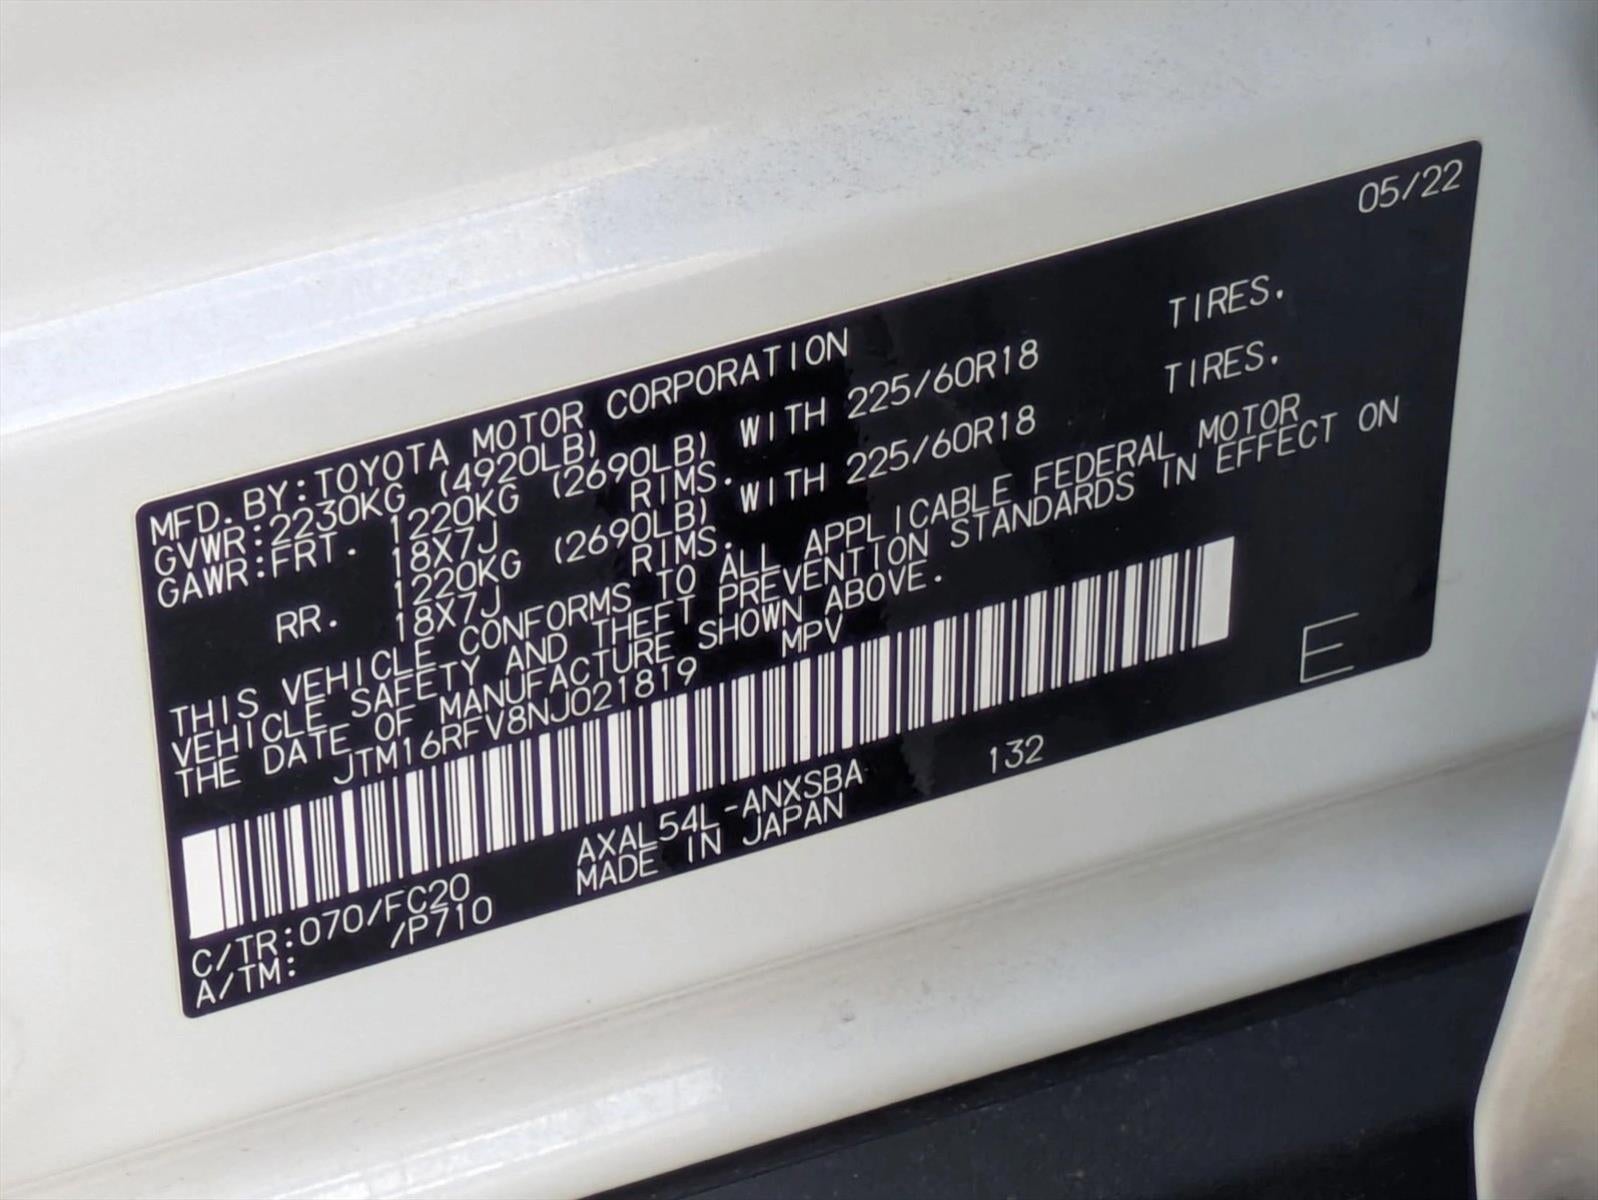 05/22
MFD. BY:TOYOTA MOTOR CORPORATION
GVWR:2230KG (4920LB)
GAWR:FRT. 1220KG (2690LB) WITH 225/60R18 TIRES.
18X7J RIMS.
RR. 1220KG (2690LB) WITH 225/60R18 TIRES.
18X7J RIMS.
THIS VEHICLE CONFORMS TO ALL APPLICABLE FEDERAL MOTOR
VEHICLE SAFETY AND THEFT PREVENTION STANDARDS IN EFFECT ON
THE DATE OF MANUFACTURE SHOWN ABOVE.
JTM16RFV8NJ021819 MPV
E
C/TR:070/FC20 AXAL54L-ANXSBA 132
A/TM: /P710 MADE IN JAPAN